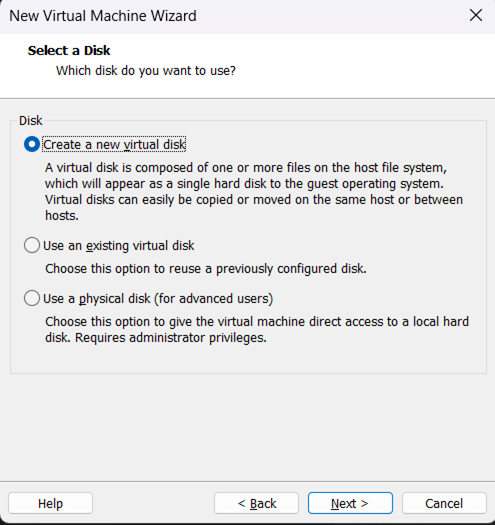 New Virtual Machine Wizard
Select a Disk
Which disk do you want to use?
Disk
Create a new virtual disk
A virtual disk is composed of one or more files on the host file system,
which will appear as a single hard disk to the guest operating system.
Virtual disks can easily be copied or moved on the same host or between
hosts.
Use an existing virtual disk
Choose this option to reuse a previously configured disk.
Use a physical disk (for advanced users)
Choose this option to give the virtual machine direct access to a local hard
disk. Requires administrator privileges.
Help
< Back
Next >
Cancel